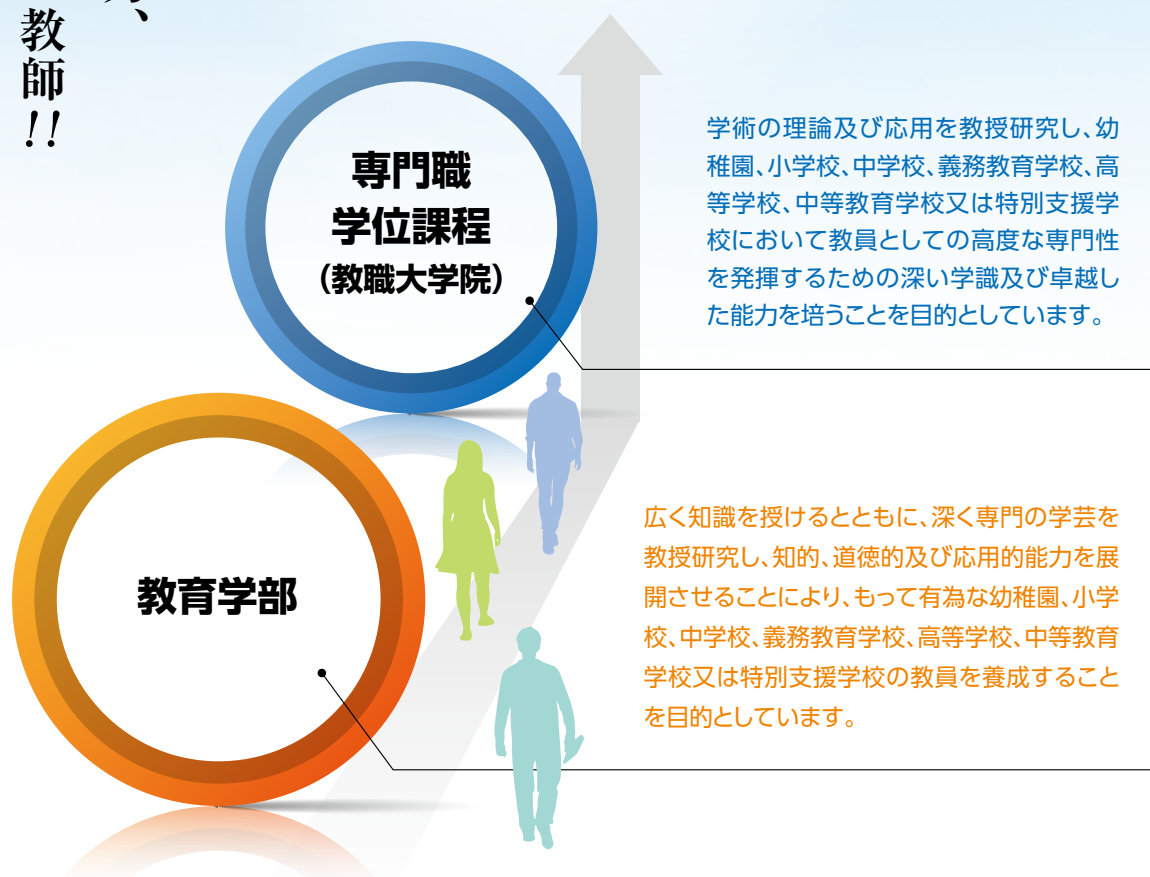 教師!!
専門職
学位課程
（教職大学院）
学術の理論及び応用を教授研究し、幼
稚園、小学校、中学校、義務教育学校、高
等学校、中等教育学校又は特別支援学
校において教員としての高度な専門性
を発揮するための深い学識及び卓越し
た能力を培うことを目的としています。
教育学部
広く知識を授けるとともに、深く専門の学芸を
教授研究し、知的、道徳的及び応用的能力を展
開させることにより、もって有為な幼稚園、小学
校、中学校、義務教育学校、高等学校、中等教育
学校又は特別支援学校の教員を養成すること
を目的としています。